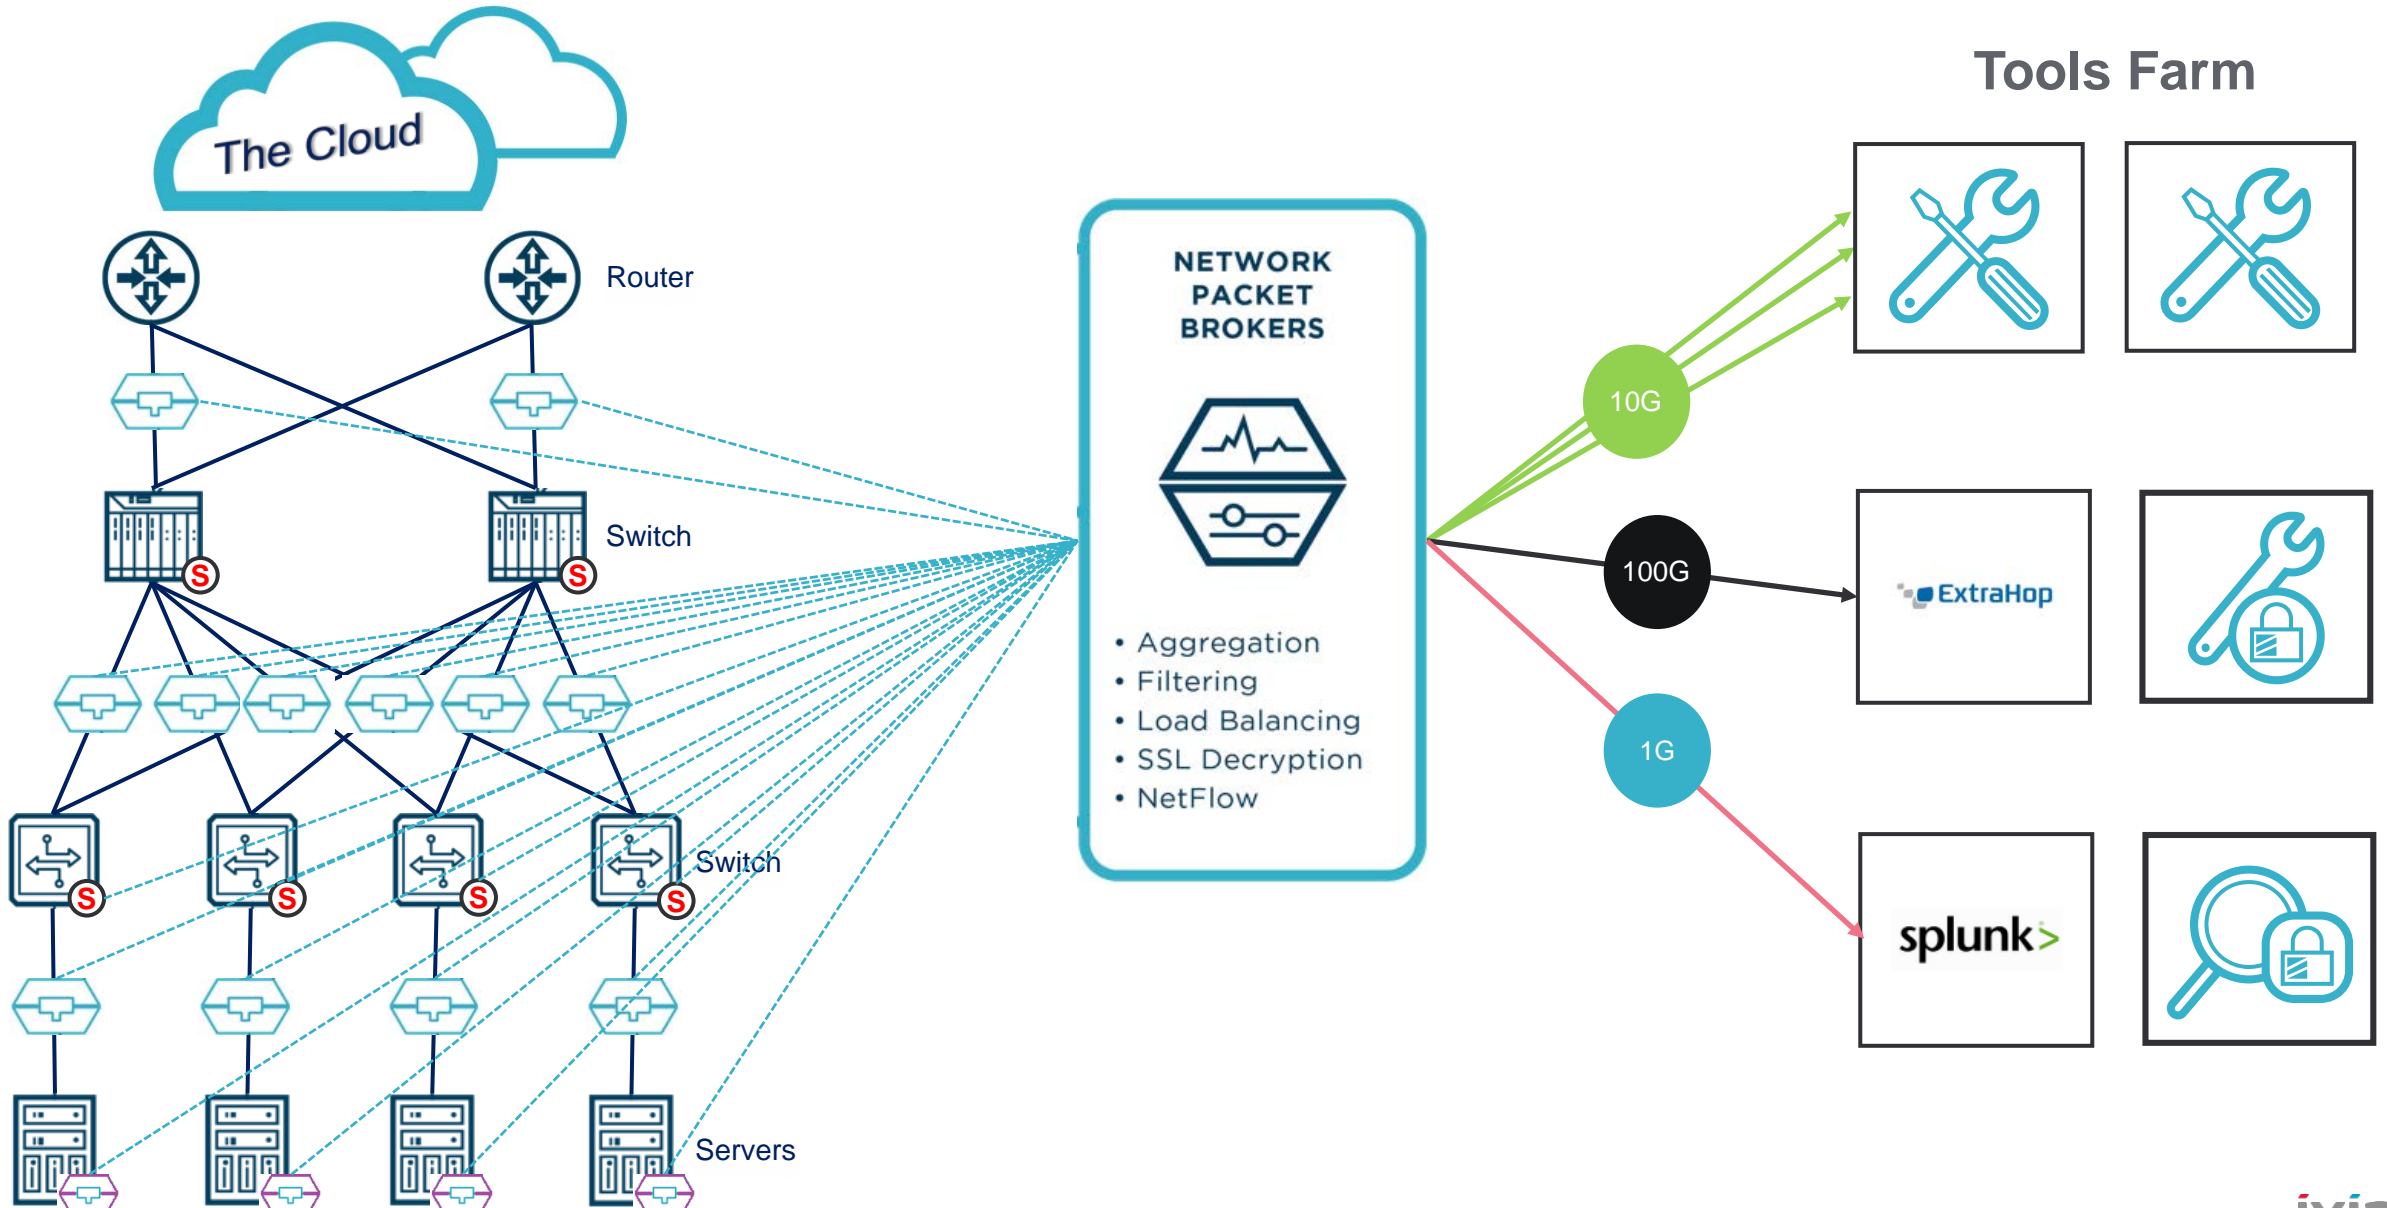 The Cloud
Tools Farm
Router
NETWORK
PACKET
BROKERS
10G
Switch
S
S
100G
ExtraHop
• Aggregation
• Filtering
• Load Balancing
• SSL Decryption
• NetFlow
1G
Switch
S
S
S
S
splunk>
Servers